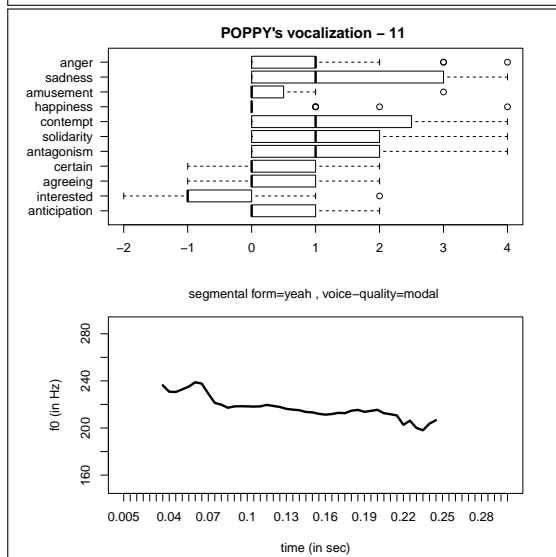 POPPY's vocalization − 11
anger
sadness
amusement
happiness
contempt
solidarity
antagonism
certain
agreeing
interested
anticipation
−2 −1 0 1 2 3 4
segmental form=yeah , voice−quality=modal
f0 (in Hz)
280
240
200
160
0.005 0.04 0.07 0.1 0.13 0.16 0.19 0.22 0.25 0.28
time (in sec)